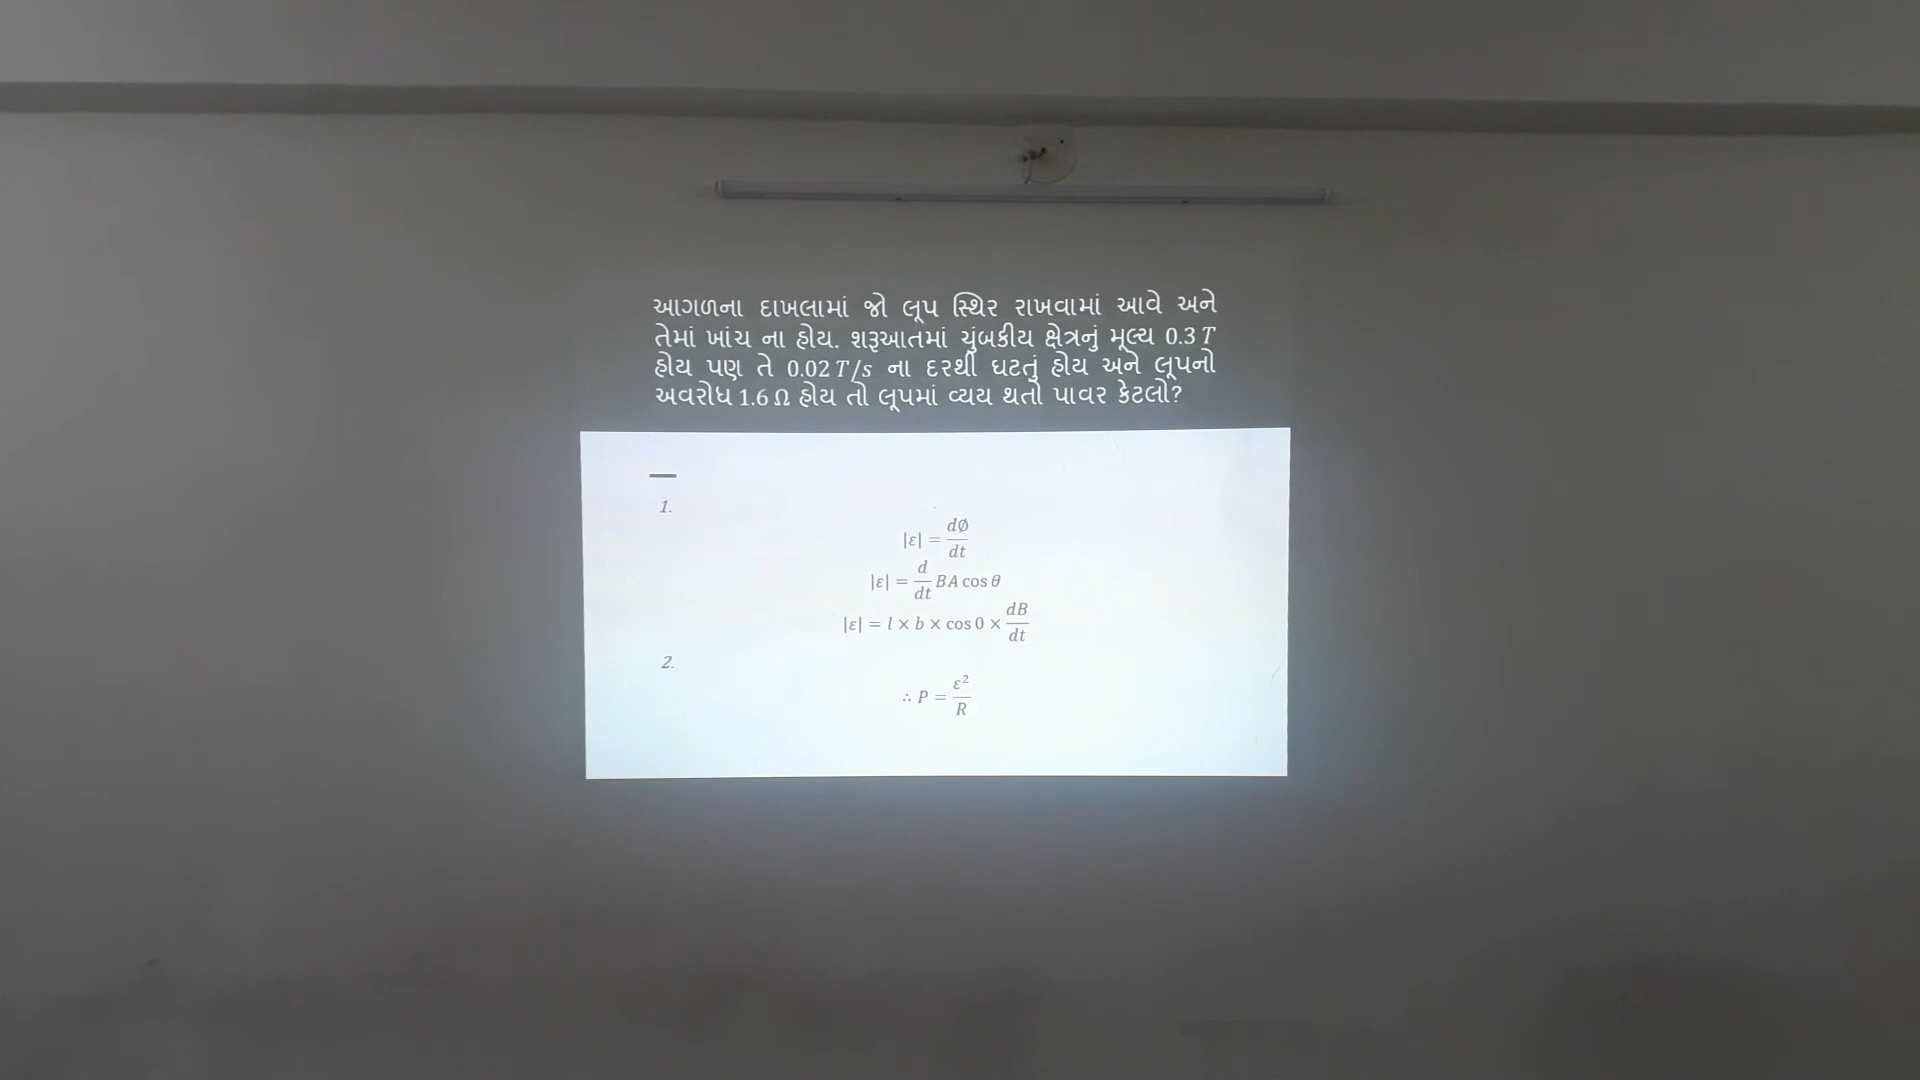 આગળના દાખલામાં જો લૂપ સ્થિર રાખવામાં આવે અને
તેમાં ખાંચ ના હોય. શરૂઆતમાં ચુંબકીય ક્ષેત્રનું મૂલ્ય 0.3 T
હોય પણ તે 0.02 T/s ના દરથી ઘટતું હોય અને લૂપનો
અવરોધ 1.6 Ω હોય તો લૂપમાં વ્યય થતો પાવર કેટલો?
1.
|ε| = dØ/dt
|ε| = d/dt BA cos θ
|ε| = l × b × cos 0 × dB/dt
2.
∴ P = ε²/R